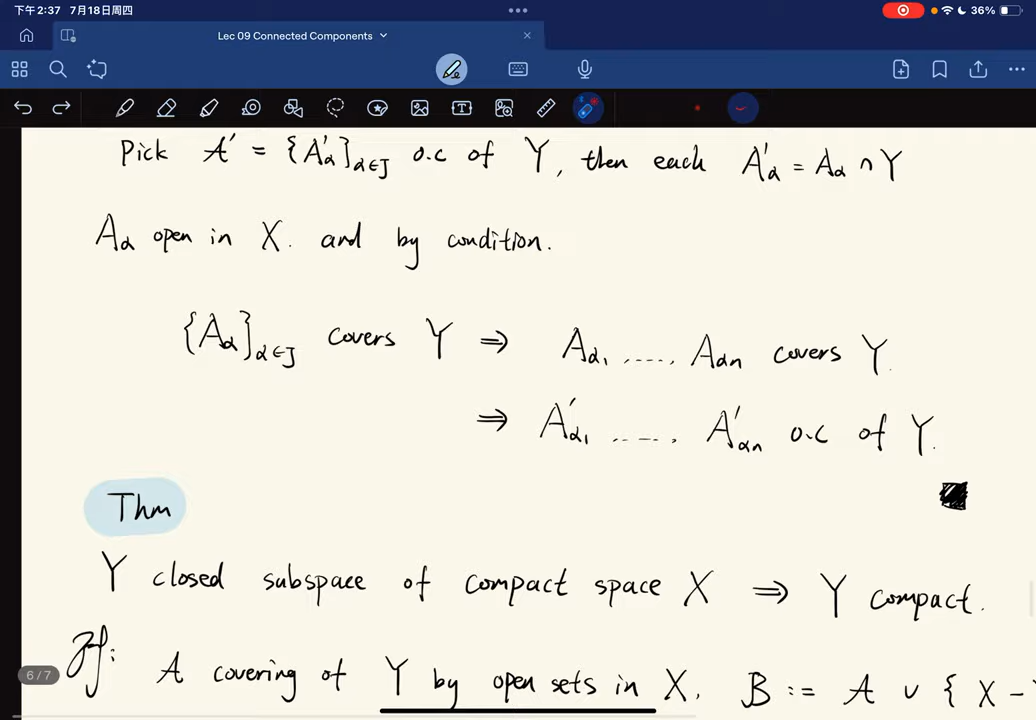 下午2:37 7月18日周四
36%
Lec 09 Connected Components
Pick A' = {A'α}α∈J o.c of Y, then each A'α = Aα ∩ Y
Aα open in X. and by condition.
{Aα}α∈J covers Y ⇒ Aα1 ....., Aαn covers Y.
⇒ A'α1 ....., A'αn o.c of Y.
Thm
Y closed subspace of compact space X ⇒ Y compact.
Pf: A covering of Y by open sets in X. B := A ∪ { X - Y
6 / 7